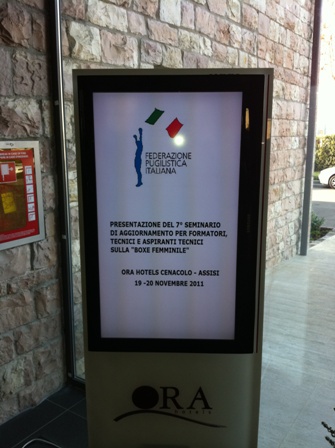 FEDERAZIONE
PUGILISTICA
ITALIANA
PRESENTAZIONE DEL 7° SEMINARIO
DI AGGIORNAMENTO PER FORMATORI,
TECNICI E ASPIRANTI TECNICI
SULLA "BOXE FEMMINILE"
ORA HOTELS CENACOLO - ASSISI
19 -20 NOVEMBRE 2011
ORA
hotels